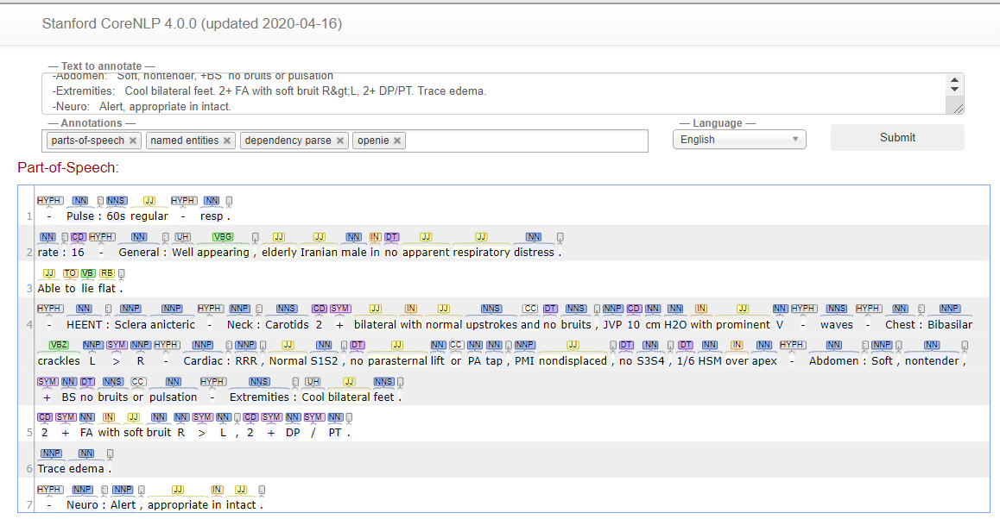 Stanford CoreNLP 4.0.0 (updated 2020-04-16)
— Text to annotate —
-Abdomen: Soft, nontender, +BS no bruits or pulsation
-Extremities: Cool bilateral feet. 2+ FA with soft bruit R&gt;L, 2+ DP/PT. Trace edema.
-Neuro: Alert, appropriate in intact.
— Annotations —
— Language —
parts-of-speech × named entities × dependency parse × openie ×
English
Submit
Part-of-Speech:
HYPH NN : NNS JJ HYPH NN .
1 - Pulse : 60s regular - resp .
NN : CD HYPH NN : UH VBG , JJ JJ NN IN DT JJ JJ NN .
2 rate : 16 - General : Well appearing , elderly Iranian male in no apparent respiratory distress .
JJ TO VB RB .
3 Able to lie flat .
HYPH NN : NNP NNP HYPH NNP : NNS CD SYM JJ IN JJ NNS CC DT NNS , NNP CD NN NN IN JJ NN HYPH NNS HYPH NN : NNP
4 - HEENT : Sclera anicteric - Neck : Carotids 2 + bilateral with normal upstrokes and no bruits , JVP 10 cm H2O with prominent V - waves - Chest : Bibasilar
VBZ NNP SYM NNP HYPH NNP : NNP , JJ NN , DT JJ NN CC NN NN , NNP JJ , DT NN , DT NN IN NN HYPH NNP : NNP , NN ,
crackles L > R - Cardiac : RRR , Normal S1S2 , no parasternal lift or PA tap , PMI nondisplaced , no S3S4 , 1/6 HSM over apex - Abdomen : Soft , nontender ,
SYM NN DT NNS CC NN HYPH NNS : UH JJ NNS .
+ BS no bruits or pulsation - Extremities : Cool bilateral feet .
CD SYM NN IN JJ NN NN SYM NN , CD SYM NN SYM NN .
5 2 + FA with soft bruit R > L , 2 + DP / PT .
NNP NN .
6 Trace edema .
HYPH NNP : NNP , JJ IN JJ .
7 - Neuro : Alert , appropriate in intact .